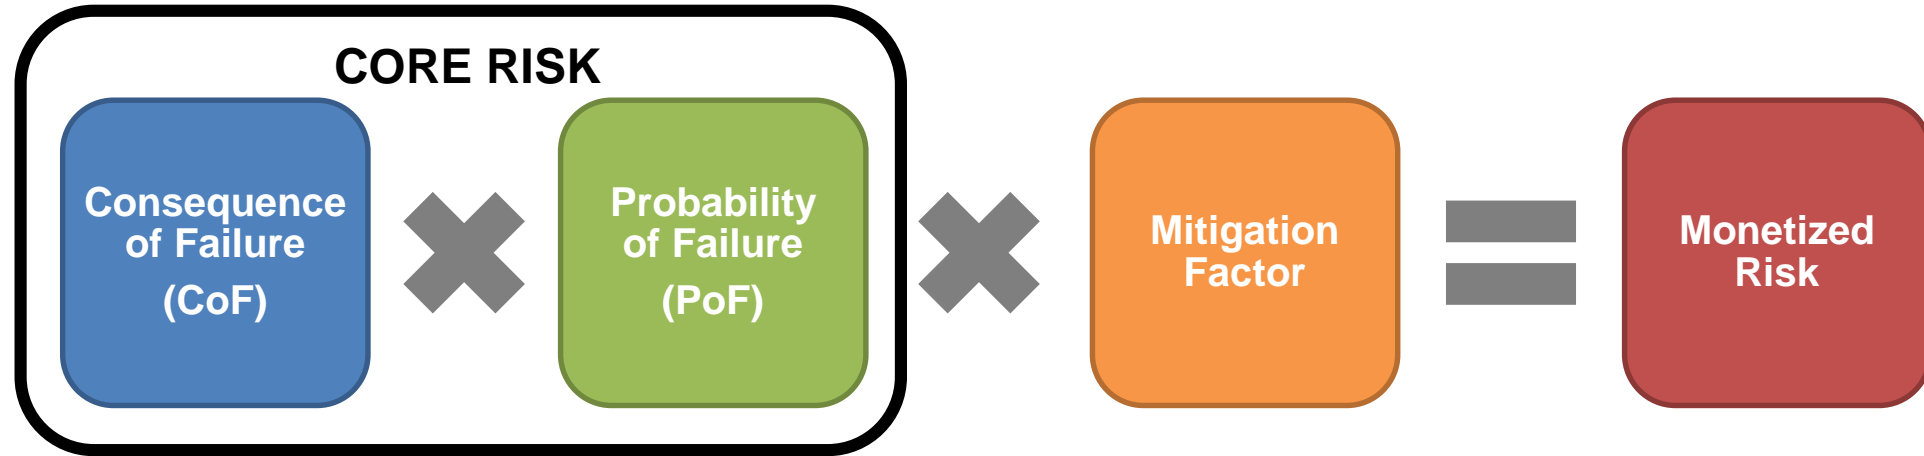 CORE RISK
Consequence
of Failure
(CoF)
Probability
of Failure
(PoF)
Mitigation
Factor
Monetized
Risk